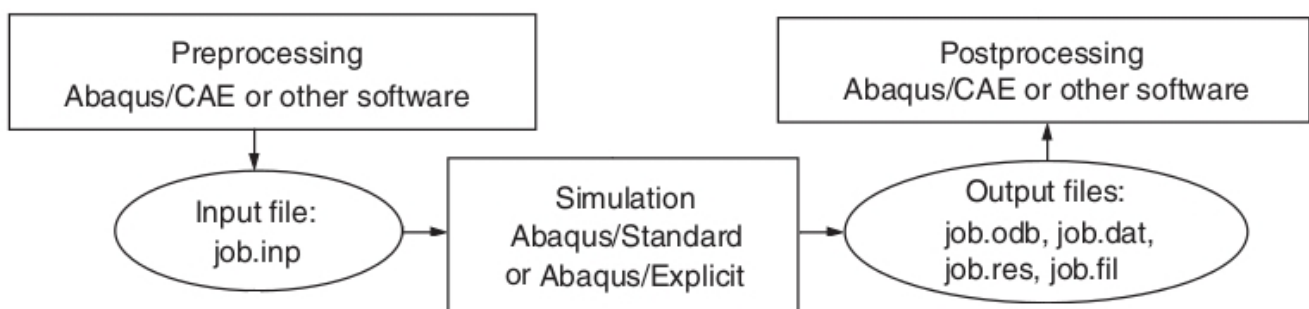 Preprocessing
Abaqus/CAE or other software
Input file:
job.inp
Simulation
Abaqus/Standard
or Abaqus/Explicit
Output files:
job.odb, job.dat,
job.res, job.fil
Postprocessing
Abaqus/CAE or other software